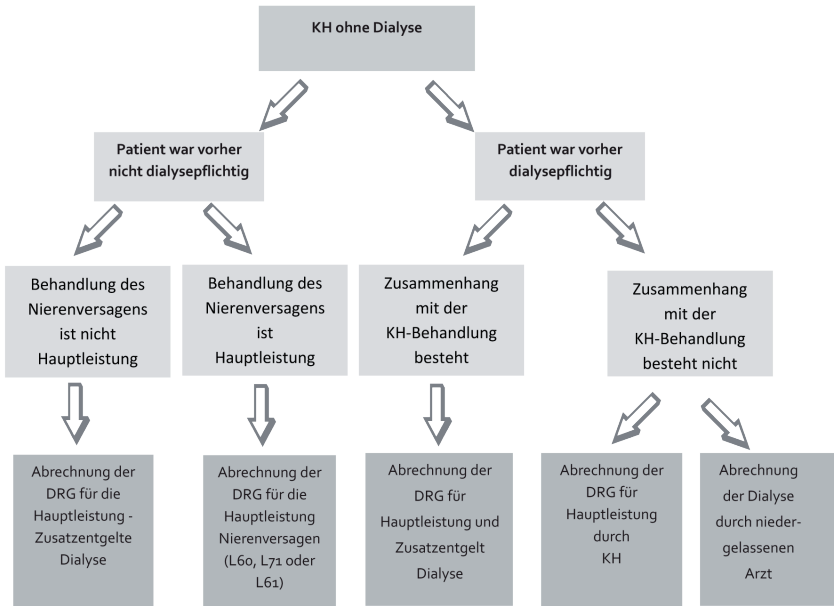 KH ohne Dialyse
Patient war vorher
nicht dialysepflichtig
Patient war vorher
dialysepflichtig
Behandlung des
Nierenversagens
ist nicht
Hauptleistung
Behandlung des
Nierenversagens
ist
Hauptleistung
Zusammenhang
mit der
KH-Behandlung
besteht
Zusammenhang
mit der
KH-Behandlung
besteht nicht
Abrechnung der
DRG für die
Hauptleistung -
Zusatzentgelte
Dialyse
Abrechnung der
DRG für die
Hauptleistung
Nierenversagen
(L60, L71 oder
L61)
Abrechnung der
DRG für
Hauptleistung und
Zusatzentgelt
Dialyse
Abrechnung der
DRG für
Hauptleistung
durch
KH
Abrechnung
der Dialyse
durch nieder-
gelassenen
Arzt